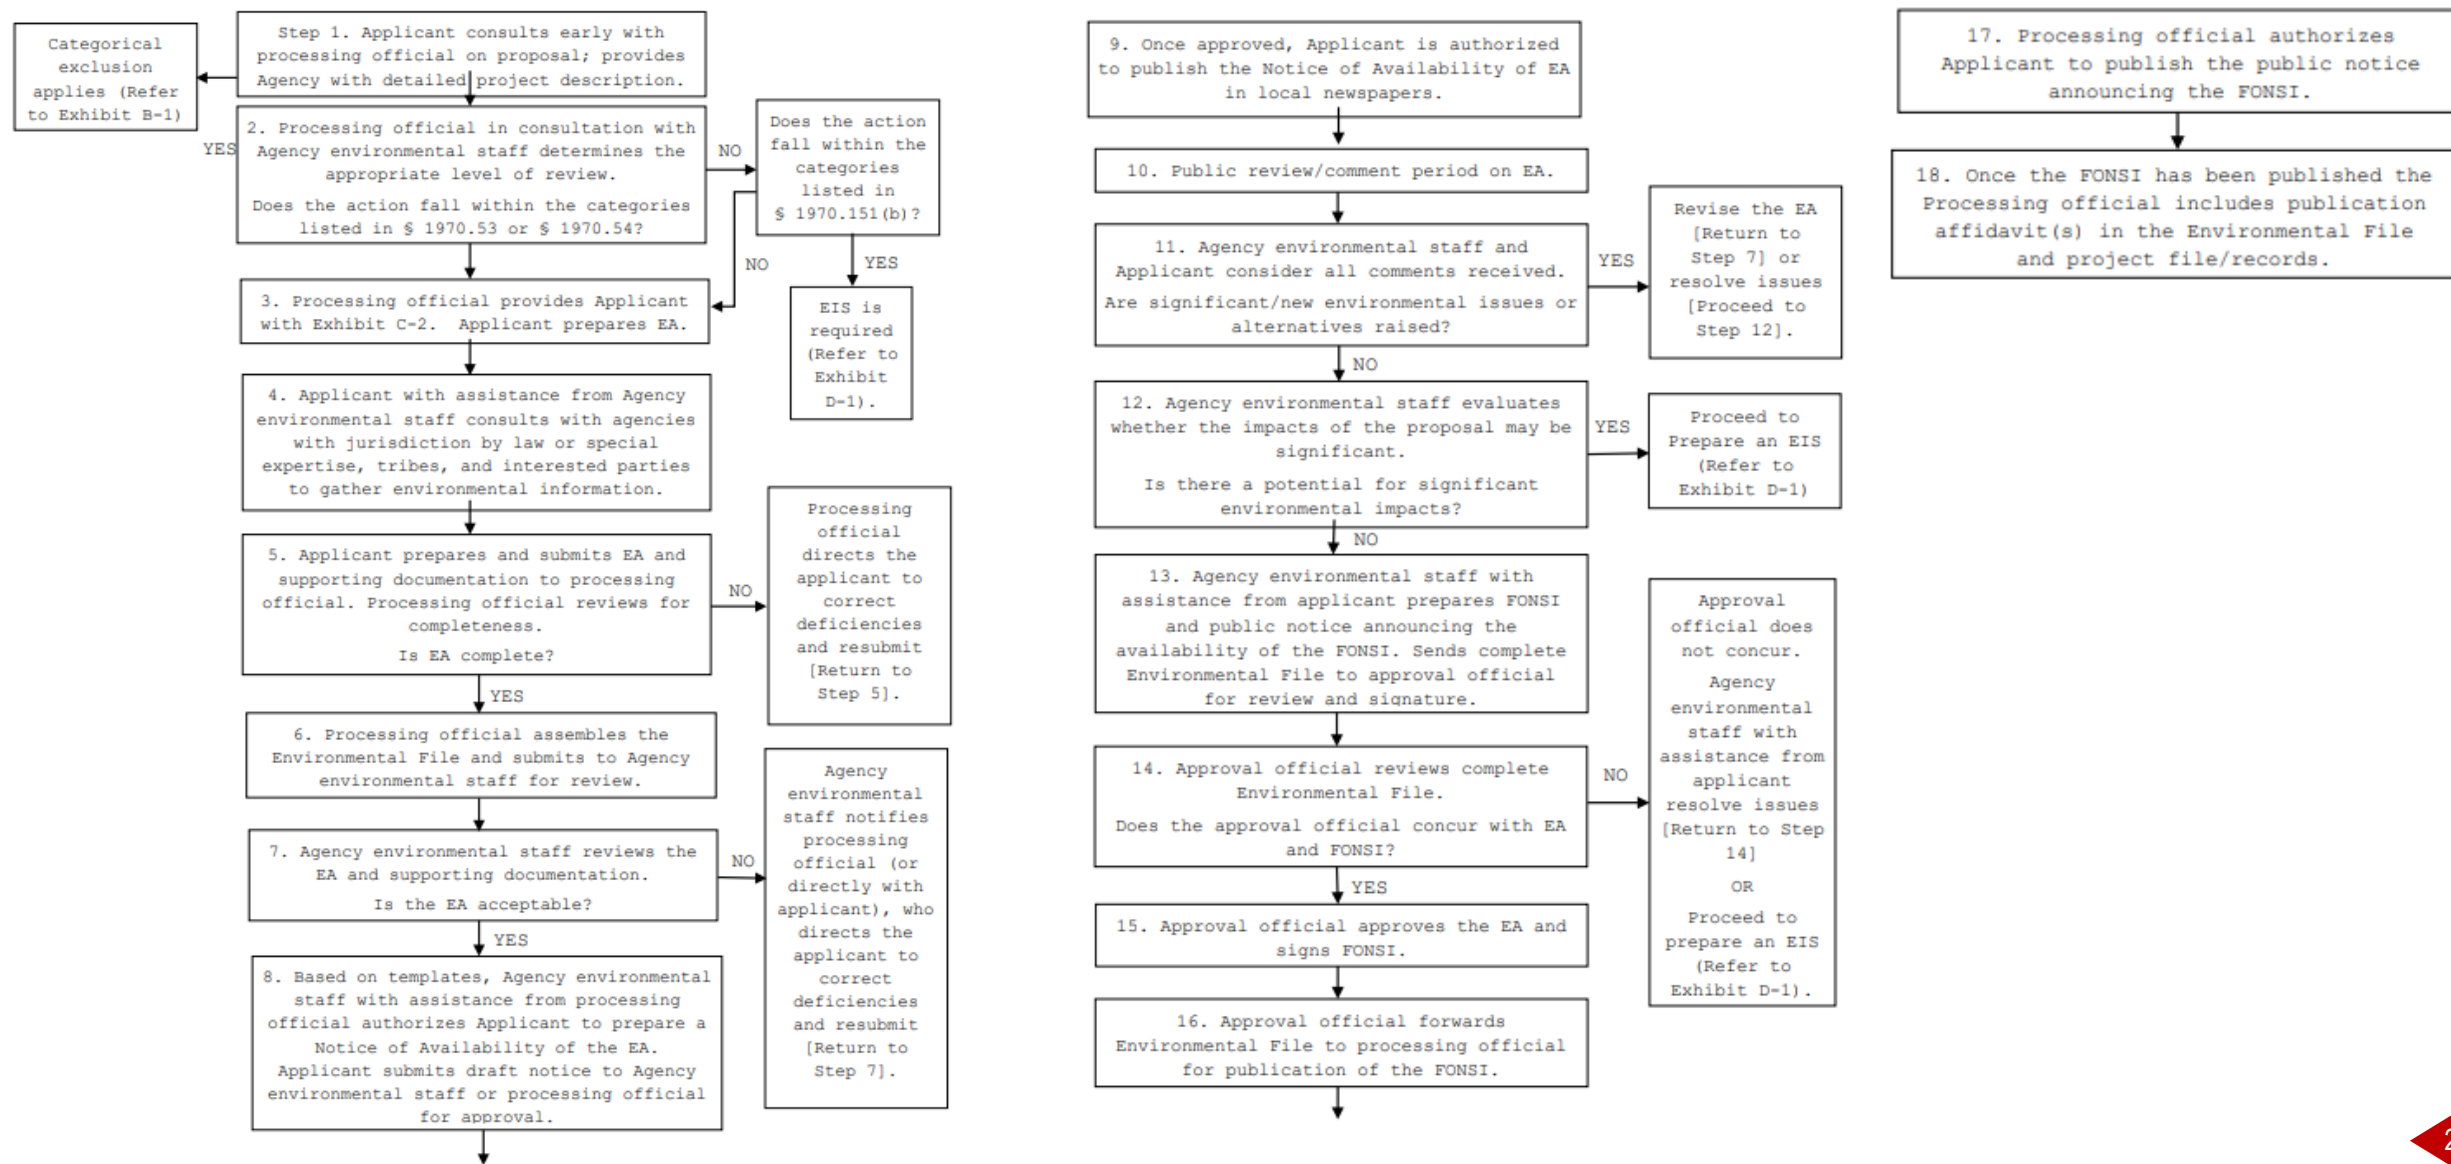 Categorical
exclusion
applies (Refer
to Exhibit B-1)
Step 1. Applicant consults early with
processing official on proposal; provides
Agency with detailed project description.
YES
2. Processing official in consultation with
Agency environmental staff determines the
appropriate level of review.
Does the action fall within the categories
listed in § 1970.53 or § 1970.54?
NO
Does the action
fall within the
categories
listed in
§ 1970.151(b)?
NO
YES
EIS is
required
(Refer to
Exhibit
D-1).
3. Processing official provides Applicant
with Exhibit C-2. Applicant prepares EA.
4. Applicant with assistance from Agency
environmental staff consults with agencies
with jurisdiction by law or special
expertise, tribes, and interested parties
to gather environmental information.
5. Applicant prepares and submits EA and
supporting documentation to processing
official. Processing official reviews for
completeness.
Is EA complete?
NO
Processing
official
directs the
applicant to
correct
deficiencies
and resubmit
[Return to
Step 5].
YES
6. Processing official assembles the
Environmental File and submits to Agency
environmental staff for review.
7. Agency environmental staff reviews the
EA and supporting documentation.
Is the EA acceptable?
NO
Agency
environmental
staff notifies
processing
official (or
directly with
applicant), who
directs the
applicant to
correct
deficiencies
and resubmit
[Return to
Step 7].
YES
8. Based on templates, Agency environmental
staff with assistance from processing
official authorizes Applicant to prepare a
Notice of Availability of the EA.
Applicant submits draft notice to Agency
environmental staff or processing official
for approval.
9. Once approved, Applicant is authorized
to publish the Notice of Availability of EA
in local newspapers.
10. Public review/comment period on EA.
11. Agency environmental staff and
Applicant consider all comments received.
Are significant/new environmental issues or
alternatives raised?
YES
Revise the EA
[Return to
Step 7] or
resolve issues
[Proceed to
Step 12].
NO
12. Agency environmental staff evaluates
whether the impacts of the proposal may be
significant.
Is there a potential for significant
environmental impacts?
YES
Proceed to
Prepare an EIS
(Refer to
Exhibit D-1)
NO
13. Agency environmental staff with
assistance from applicant prepares FONSI
and public notice announcing the
availability of the FONSI. Sends complete
Environmental File to approval official
for review and signature.
14. Approval official reviews complete
Environmental File.
Does the approval official concur with EA
and FONSI?
NO
Approval
official does
not concur.
Agency
environmental
staff with
assistance from
applicant
resolve issues
[Return to Step
14]
OR
Proceed to
prepare an EIS
(Refer to
Exhibit D-1).
YES
15. Approval official approves the EA and
signs FONSI.
16. Approval official forwards
Environmental File to processing official
for publication of the FONSI.
17. Processing official authorizes
Applicant to publish the public notice
announcing the FONSI.
18. Once the FONSI has been published the
Processing official includes publication
affidavit(s) in the Environmental File
and project file/records.